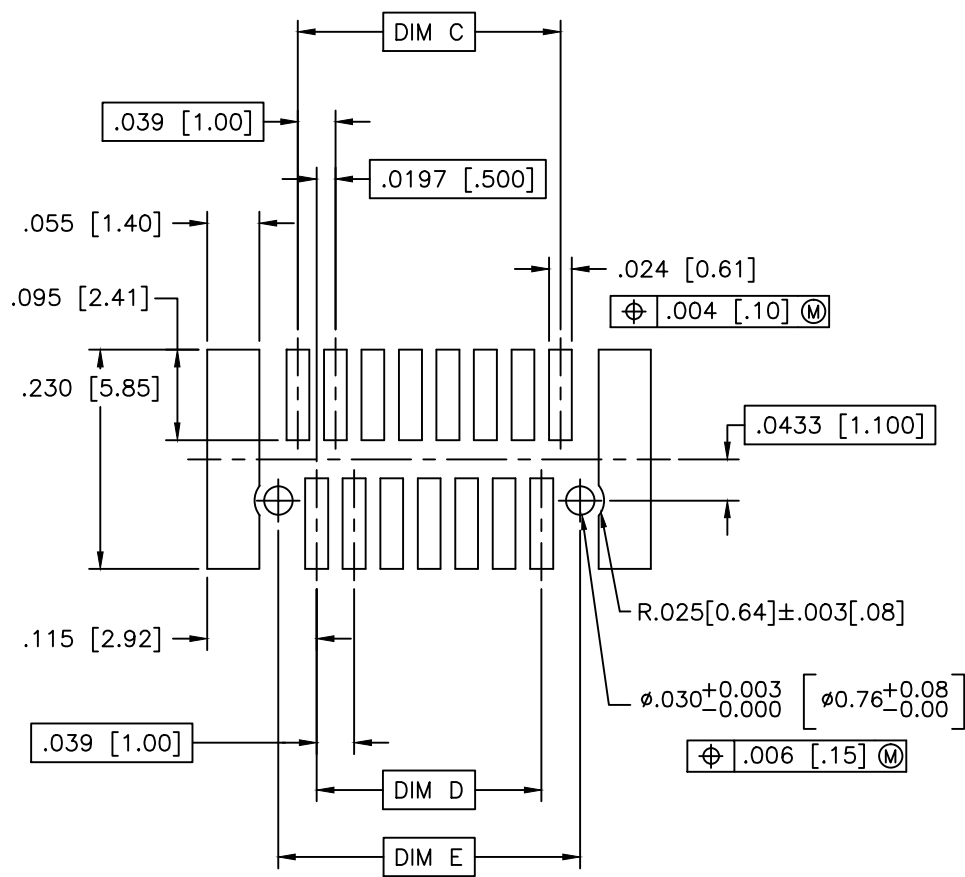 DIM C
.039 [1.00]
.0197 [.500]
.055 [1.40]
.024 [0.61]
.095 [2.41]
⌖ .004 [.10] Ⓜ
.230 [5.85]
.0433 [1.100]
R.025[0.64]±.003[.08]
.115 [2.92]
ø.030 +0.003 -0.000 [ø0.76 +0.08 -0.00]
.039 [1.00]
⌖ .006 [.15] Ⓜ
DIM D
DIM E